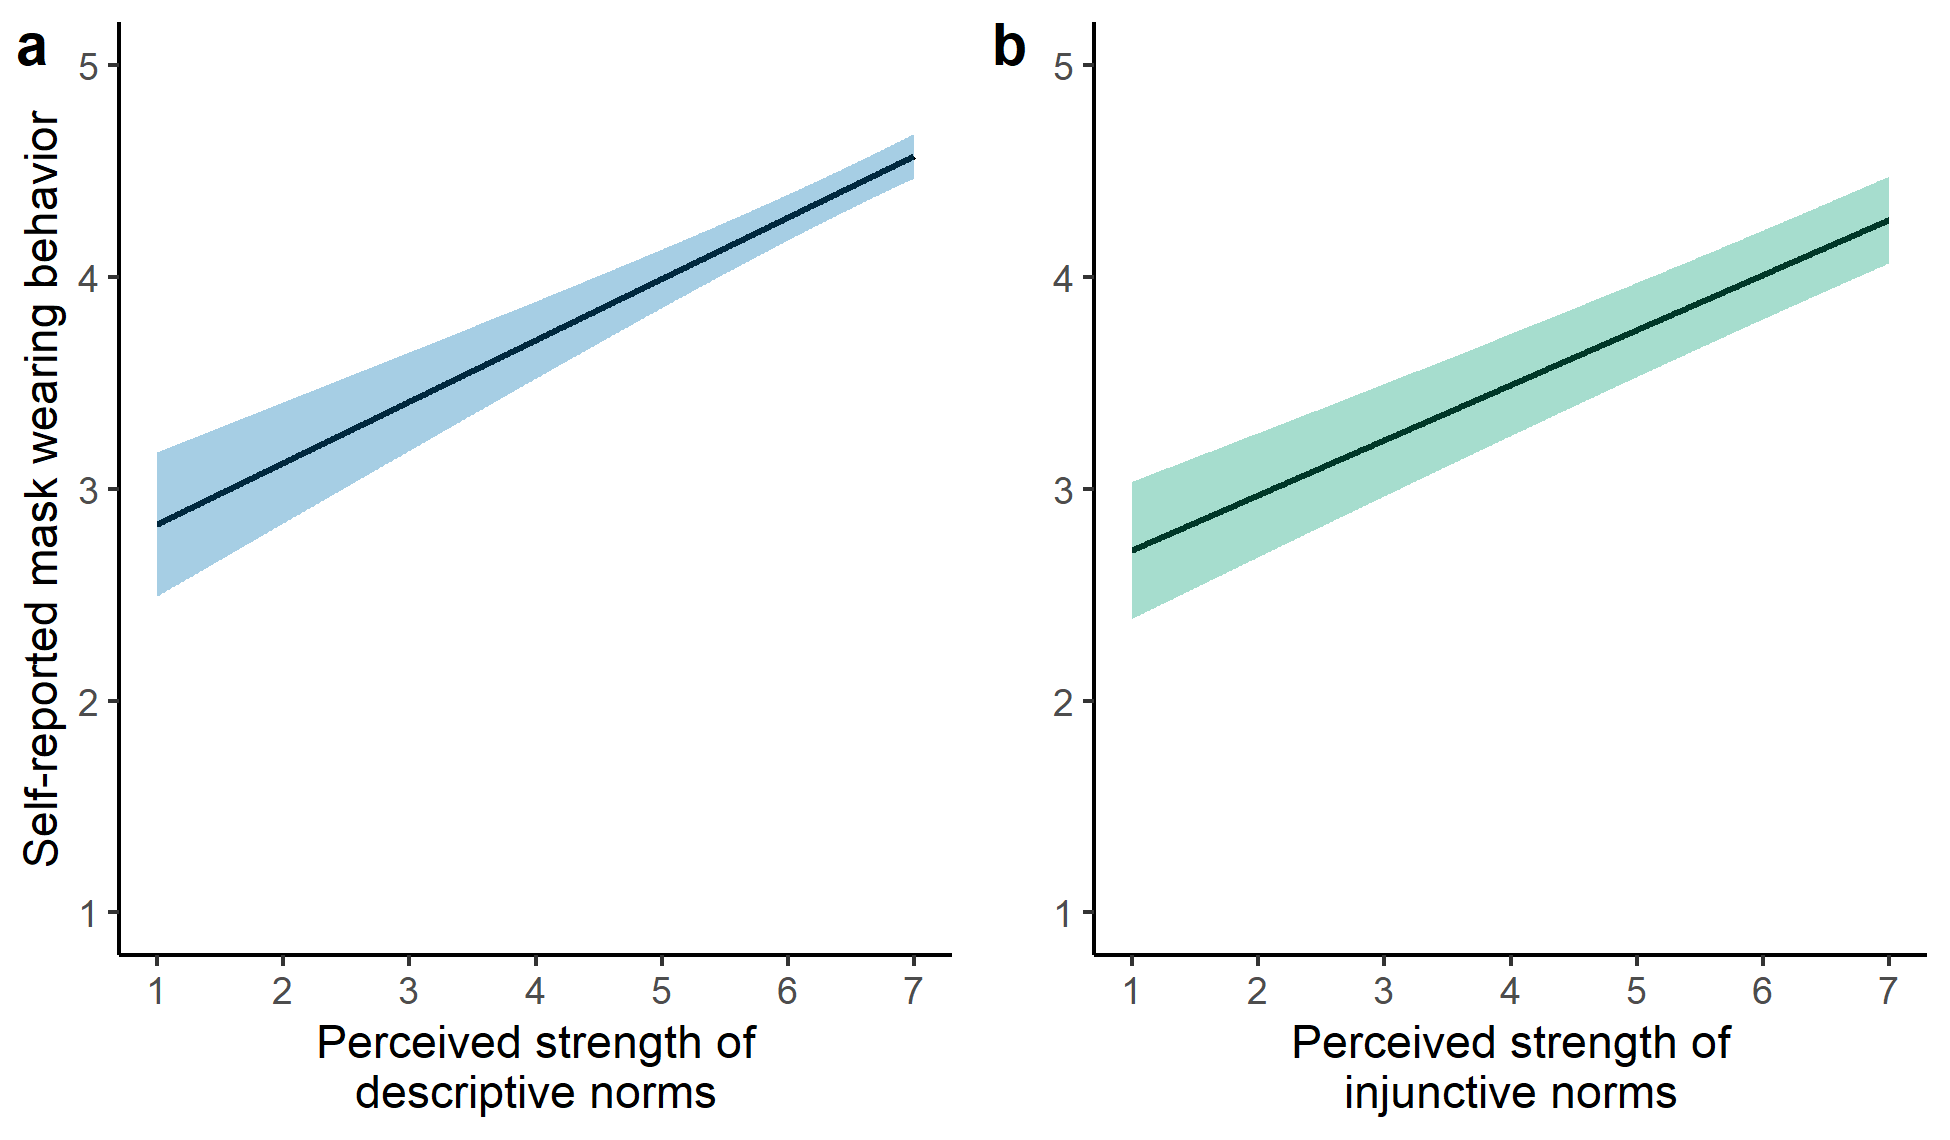 a
Self-reported mask wearing behavior
5
4
3
2
1
1 2 3 4 5 6 7
Perceived strength of
descriptive norms
b
5
4
3
2
1
1 2 3 4 5 6 7
Perceived strength of
injunctive norms